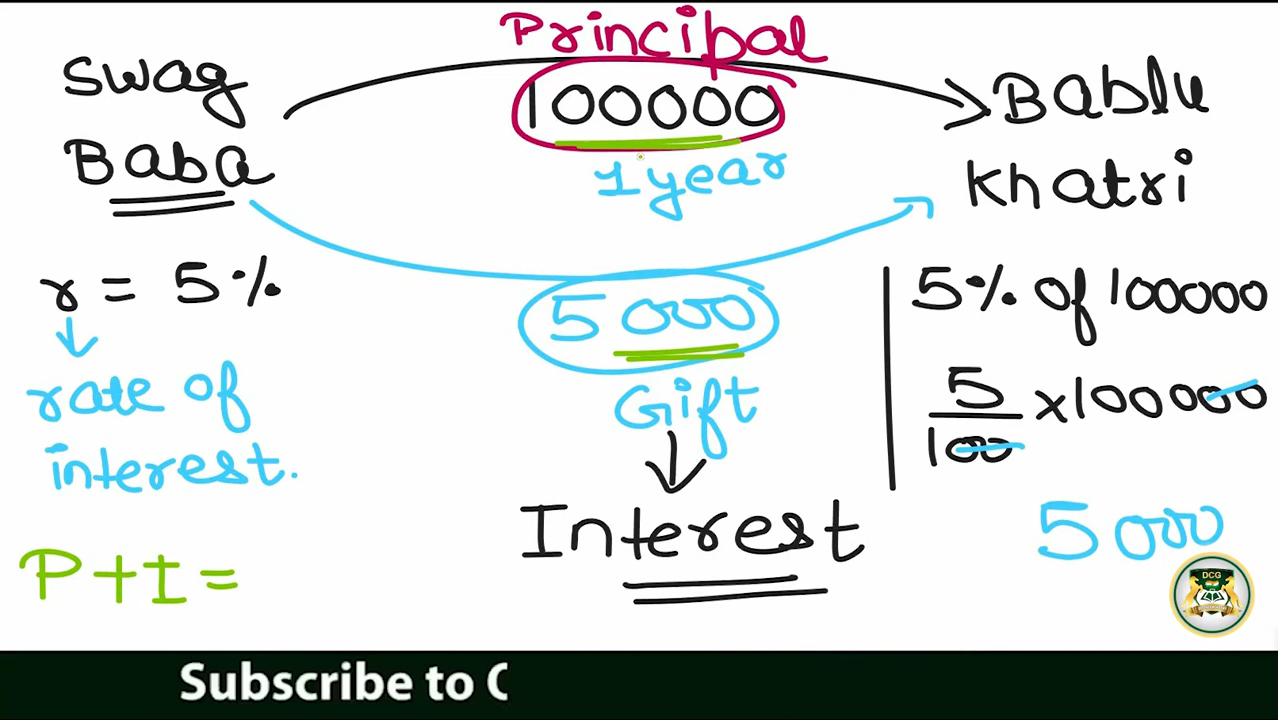 Principal
Swag
Baba
100000
1 year
Bablu
Khatri
r = 5%
rate of
interest.
5000
Gift
Interest
5% of 100000
5
100
×100000
5000
P+I=
DCG
Subscribe to C